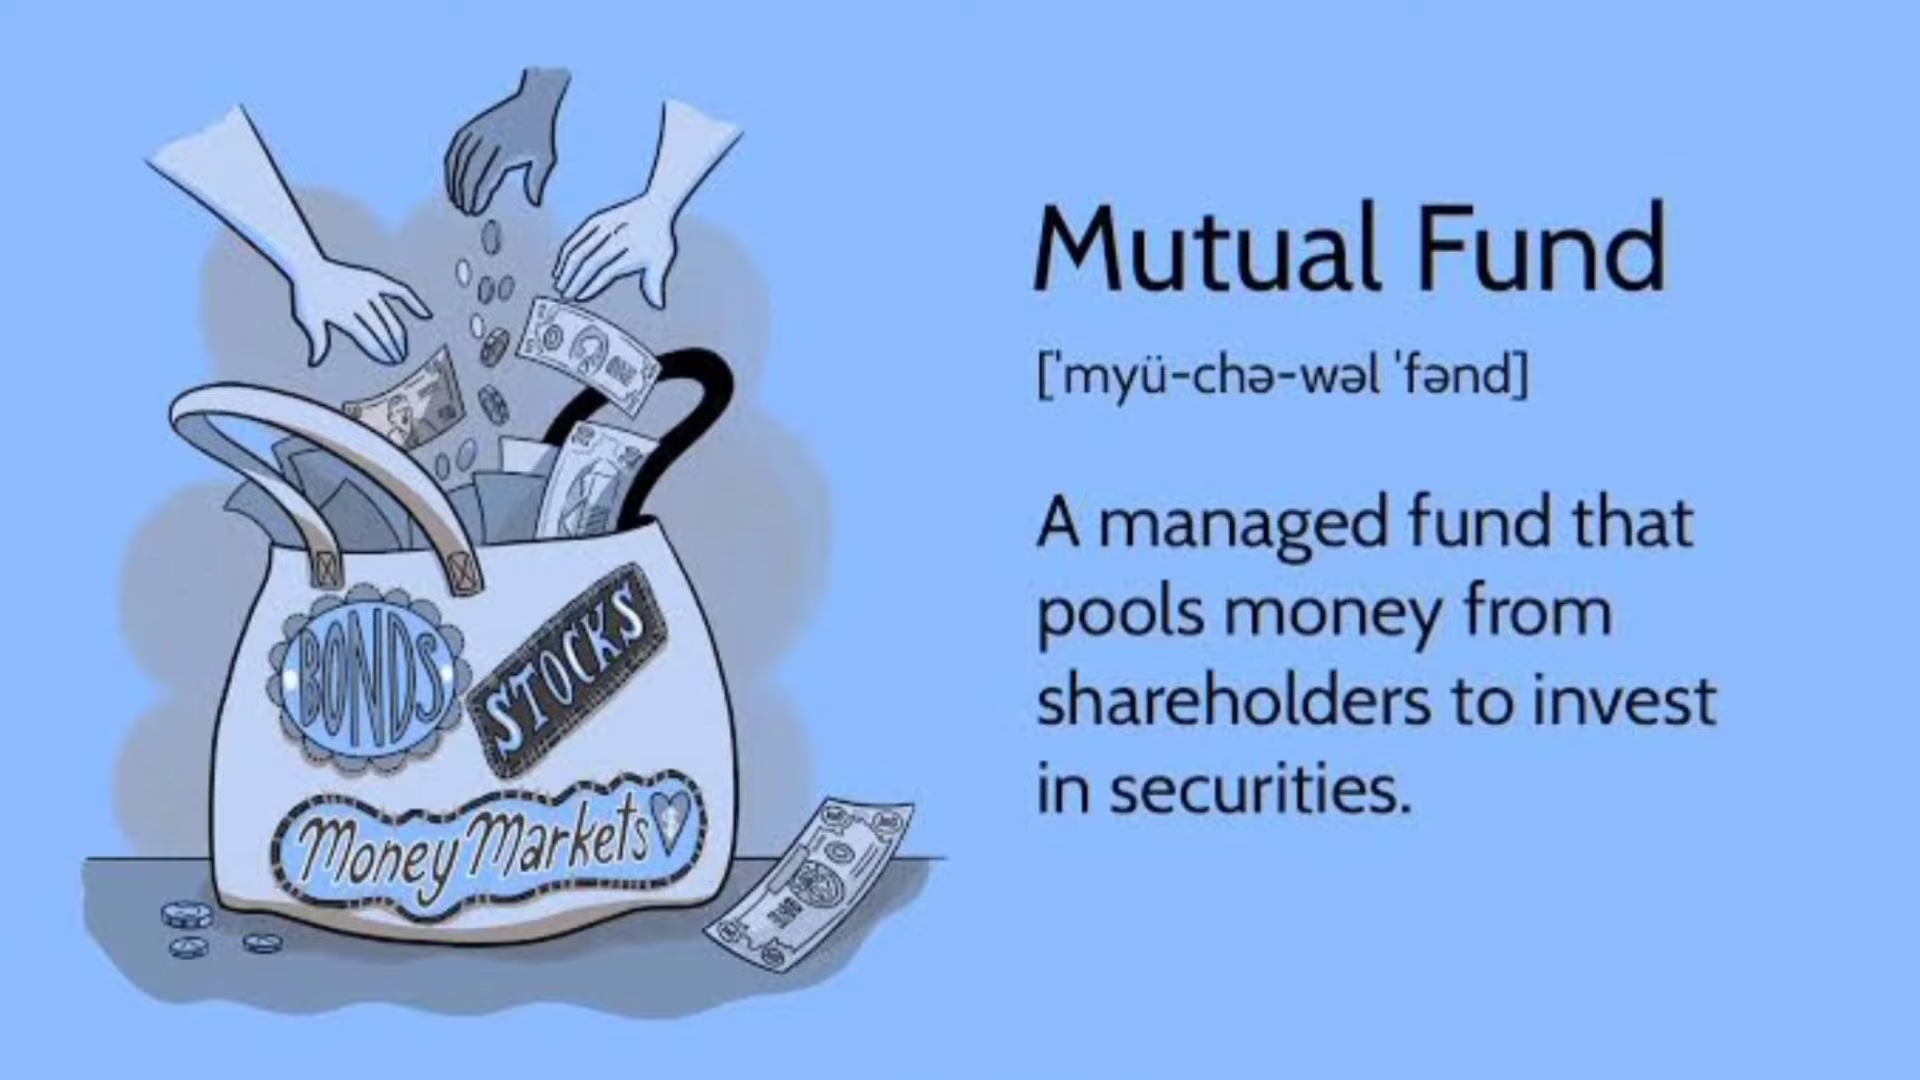 Mutual Fund
['myü-chə-wəl 'fənd]
A managed fund that
pools money from
shareholders to invest
in securities.
BONDS
STOCKS
Money Markets